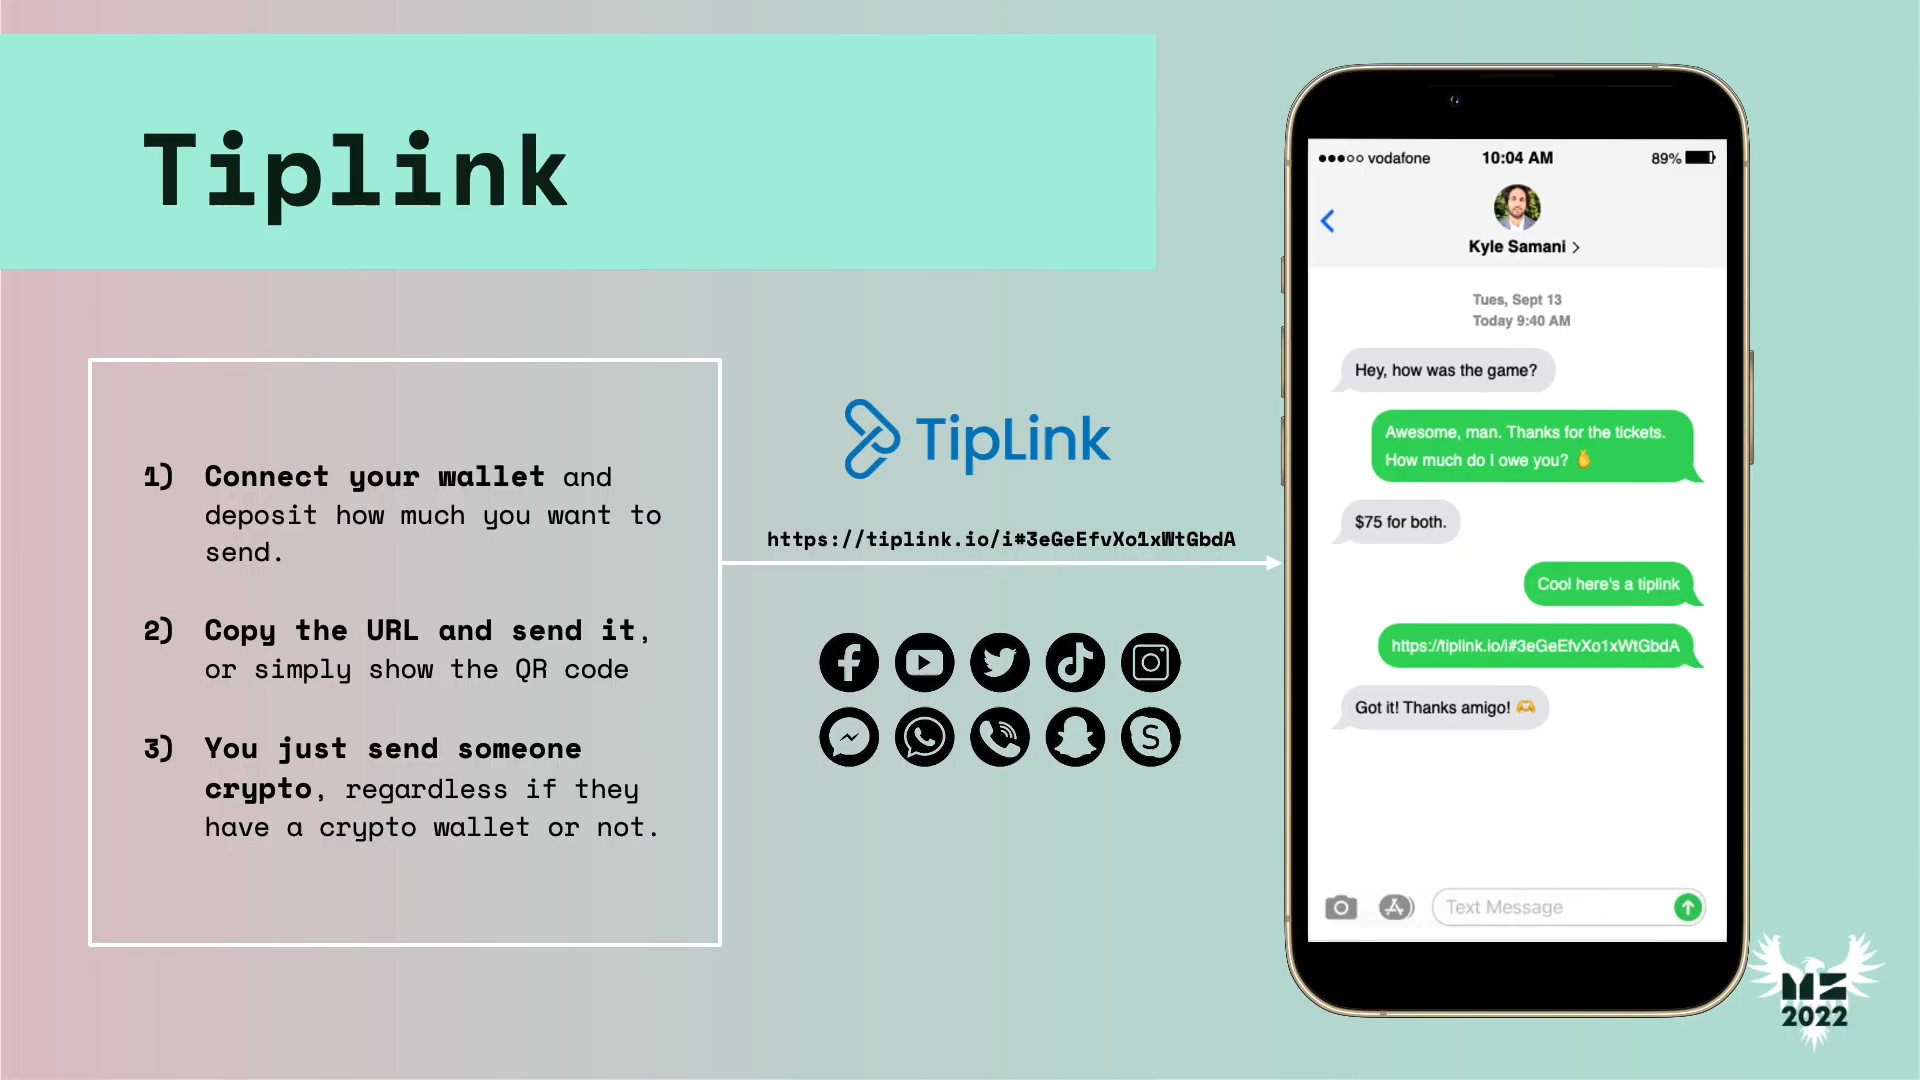 Tiplink
1) Connect your wallet and
deposit how much you want to
send.
2) Copy the URL and send it,
or simply show the QR code
3) You just send someone
crypto, regardless if they
have a crypto wallet or not.
TipLink
https://tiplink.io/i#3eGeEfvXo1xWtGbdA
vodafone 10:04 AM 89%
Kyle Samani >
Tues, Sept 13
Today 9:40 AM
Hey, how was the game?
Awesome, man. Thanks for the tickets.
How much do I owe you? 🫰
$75 for both.
Cool here's a tiplink
https://tiplink.io/i#3eGeEfvXo1xWtGbdA
Got it! Thanks amigo! 🫶
Text Message
ME
2022